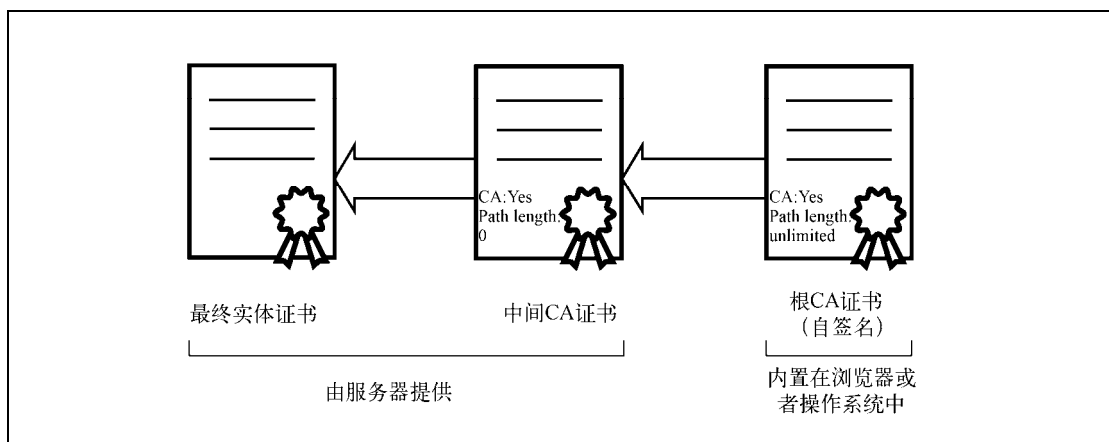 CA:Yes
Path length:
0
CA:Yes
Path length:
unlimited
最终实体证书
中间CA证书
根CA证书
（自签名）
由服务器提供
内置在浏览器或
者操作系统中